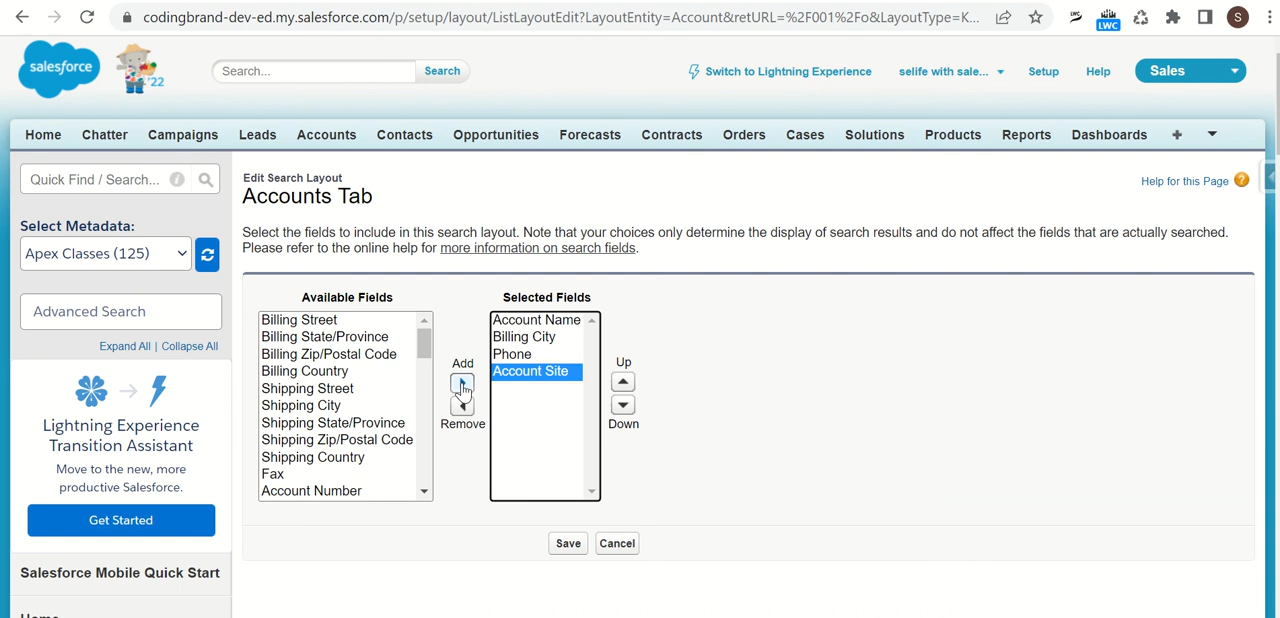 codingbrand-dev-ed.my.salesforce.com/p/setup/layout/ListLayoutEdit?LayoutEntity=Account&retURL=%2F001%2Fo&LayoutType=K...
LWC
S
salesforce
'22
Search...
Search
Switch to Lightning Experience
selife with sale...
Setup
Help
Sales
Home
Chatter
Campaigns
Leads
Accounts
Contacts
Opportunities
Forecasts
Contracts
Orders
Cases
Solutions
Products
Reports
Dashboards
+
Quick Find / Search...
i
Select Metadata:
Apex Classes (125)
Advanced Search
Expand All | Collapse All
Lightning Experience
Transition Assistant
Move to the new, more
productive Salesforce.
Get Started
Salesforce Mobile Quick Start
Home
Edit Search Layout
Accounts Tab
Help for this Page
?
Select the fields to include in this search layout. Note that your choices only determine the display of search results and do not affect the fields that are actually searched.
Please refer to the online help for more information on search fields.
Available Fields
Billing Street
Billing State/Province
Billing Zip/Postal Code
Billing Country
Shipping Street
Shipping City
Shipping State/Province
Shipping Zip/Postal Code
Shipping Country
Fax
Account Number
Add
Remove
Selected Fields
Account Name
Billing City
Phone
Account Site
Up
Down
Save
Cancel